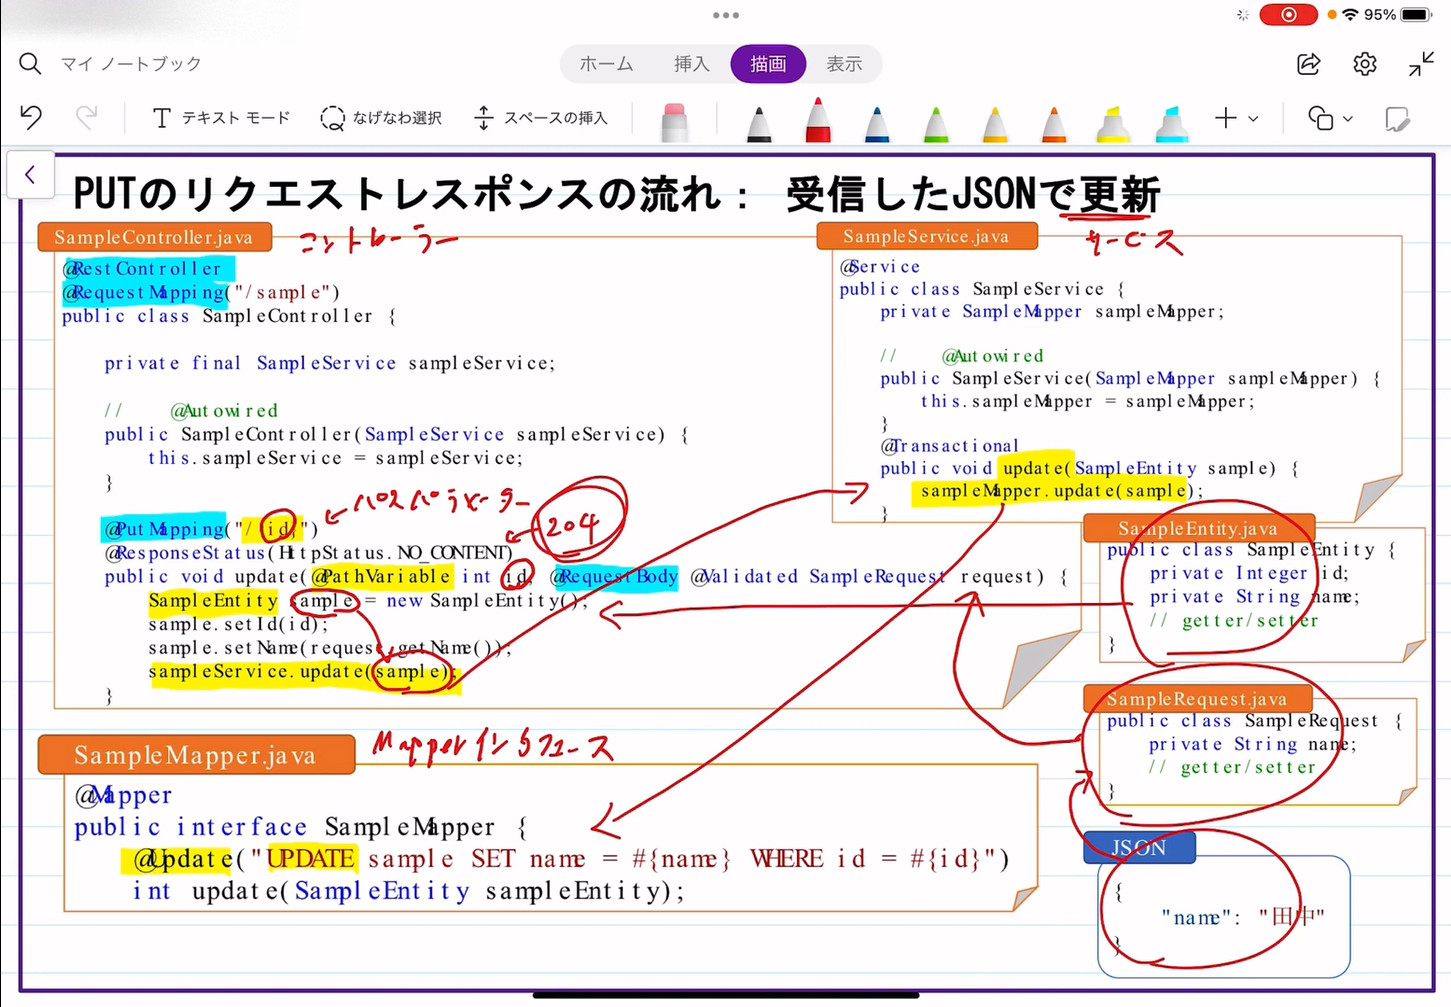 95%
マイ ノートブック
ホーム 挿入 描画 表示
テキスト モード なげなわ選択 スペースの挿入
PUTのリクエストレスポンスの流れ： 受信したJSONで更新
SampleController.java コントローラー
@RestController
@RequestMapping("/sample")
public class SampleController {
private final SampleService sampleService;
// @Autowired
public SampleController(SampleService sampleService) {
this.sampleService = sampleService;
}
パスパラメーター
@PutMapping("/{id}")
204
@ResponseStatus(HttpStatus.NO_CONTENT)
public void update(@PathVariable int id, @RequestBody @Validated SampleRequest request) {
SampleEntity sample = new SampleEntity();
sample.setId(id);
sample.setName(request.getName());
sampleService.update(sample);
}
SampleService.java サービス
@Service
public class SampleService {
private SampleMapper sampleMapper;
// @Autowired
public SampleService(SampleMapper sampleMapper) {
this.sampleMapper = sampleMapper;
}
@Transactional
public void update(SampleEntity sample) {
sampleMapper.update(sample);
}
SampleEntity.java
public class SampleEntity {
private Integer id;
private String name;
// getter/setter
}
SampleRequest.java
public class SampleRequest {
private String name;
// getter/setter
}
SampleMapper.java Mapperインタフェース
@Mapper
public interface SampleMapper {
@Update("UPDATE sample SET name = #{name} WHERE id = #{id}")
int update(SampleEntity sampleEntity);
JSON
{
"name": "田中"
}